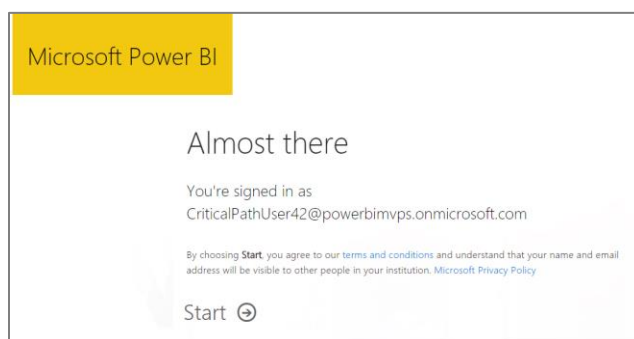 Microsoft Power BI
Almost there
You're signed in as
CriticalPathUser42@powerbimvps.onmicrosoft.com
By choosing Start, you agree to our terms and conditions and understand that your name and email
address will be visible to other people in your institution. Microsoft Privacy Policy
Start